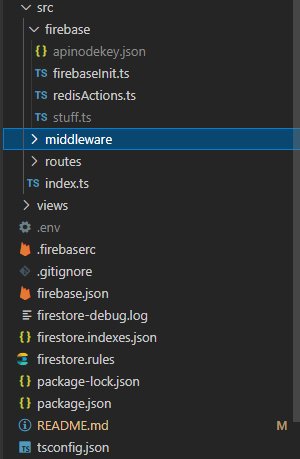 src
firebase
{ } apinodekey.json
TS firebaseInit.ts
TS redisActions.ts
TS stuff.ts
middleware
routes
TS index.ts
views
.env
.firebaserc
.gitignore
firebase.json
firestore-debug.log
{ } firestore.indexes.json
firestore.rules
{ } package-lock.json
{ } package.json
README.md M
TS tsconfig.json